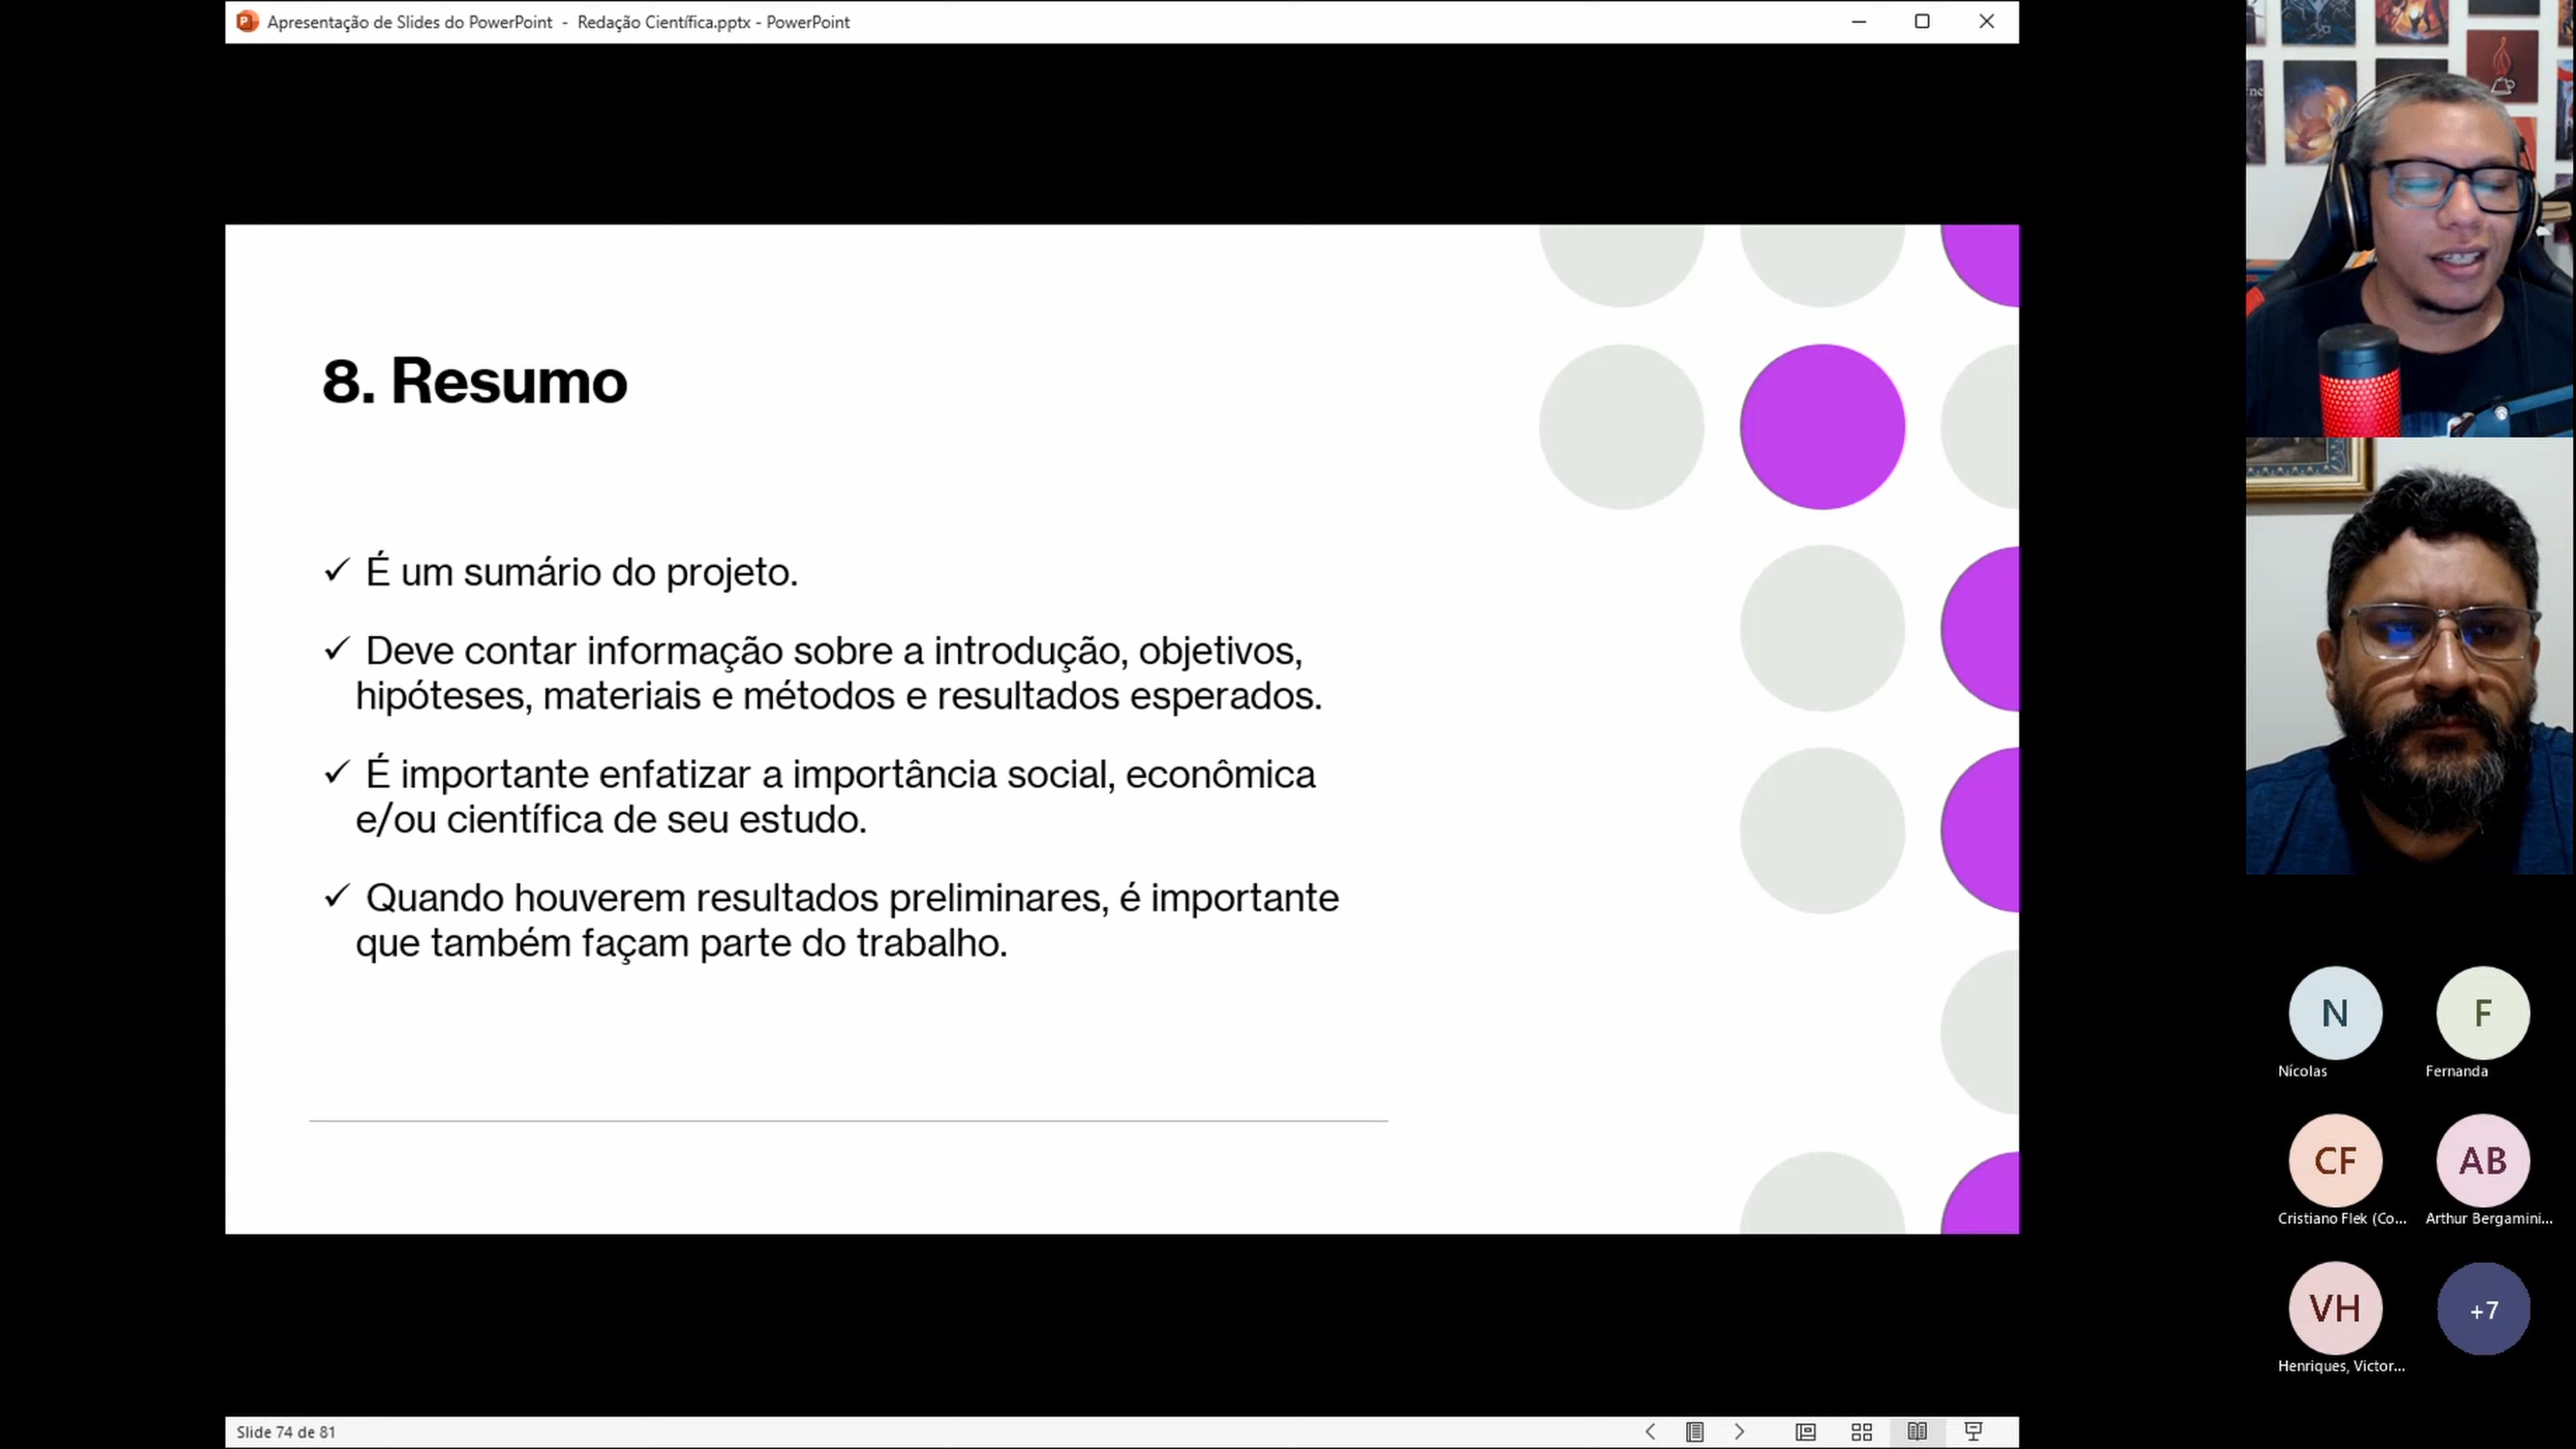 Apresentação de Slides do PowerPoint - Redação Científica.pptx - PowerPoint
8. Resumo
✓ É um sumário do projeto.
✓ Deve contar informação sobre a introdução, objetivos,
hipóteses, materiais e métodos e resultados esperados.
✓ É importante enfatizar a importância social, econômica
e/ou científica de seu estudo.
✓ Quando houverem resultados preliminares, é importante
que também façam parte do trabalho.
Slide 74 de 81
N
Nícolas
F
Fernanda
CF
Cristiano Flek (Co...
AB
Arthur Bergamini...
VH
Henriques, Victor...
+7